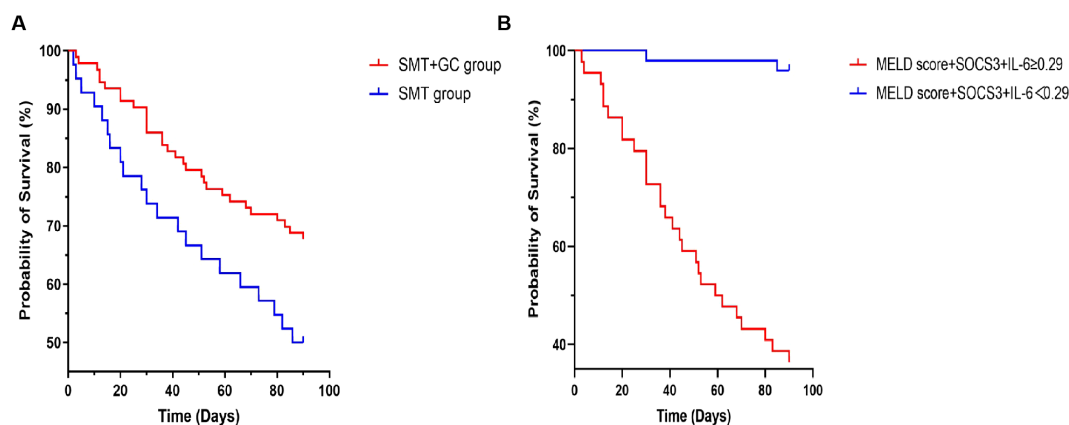 A
Probability of Survival (%)
100
90
80
70
60
50
0
20
40
60
80
100
Time (Days)
SMT+GC group
SMT group
B
Probability of Survival (%)
100
80
60
40
0
20
40
60
80
100
Time (Days)
MELD score+SOCS3+IL-6≥0.29
MELD score+SOCS3+IL-6<0.29